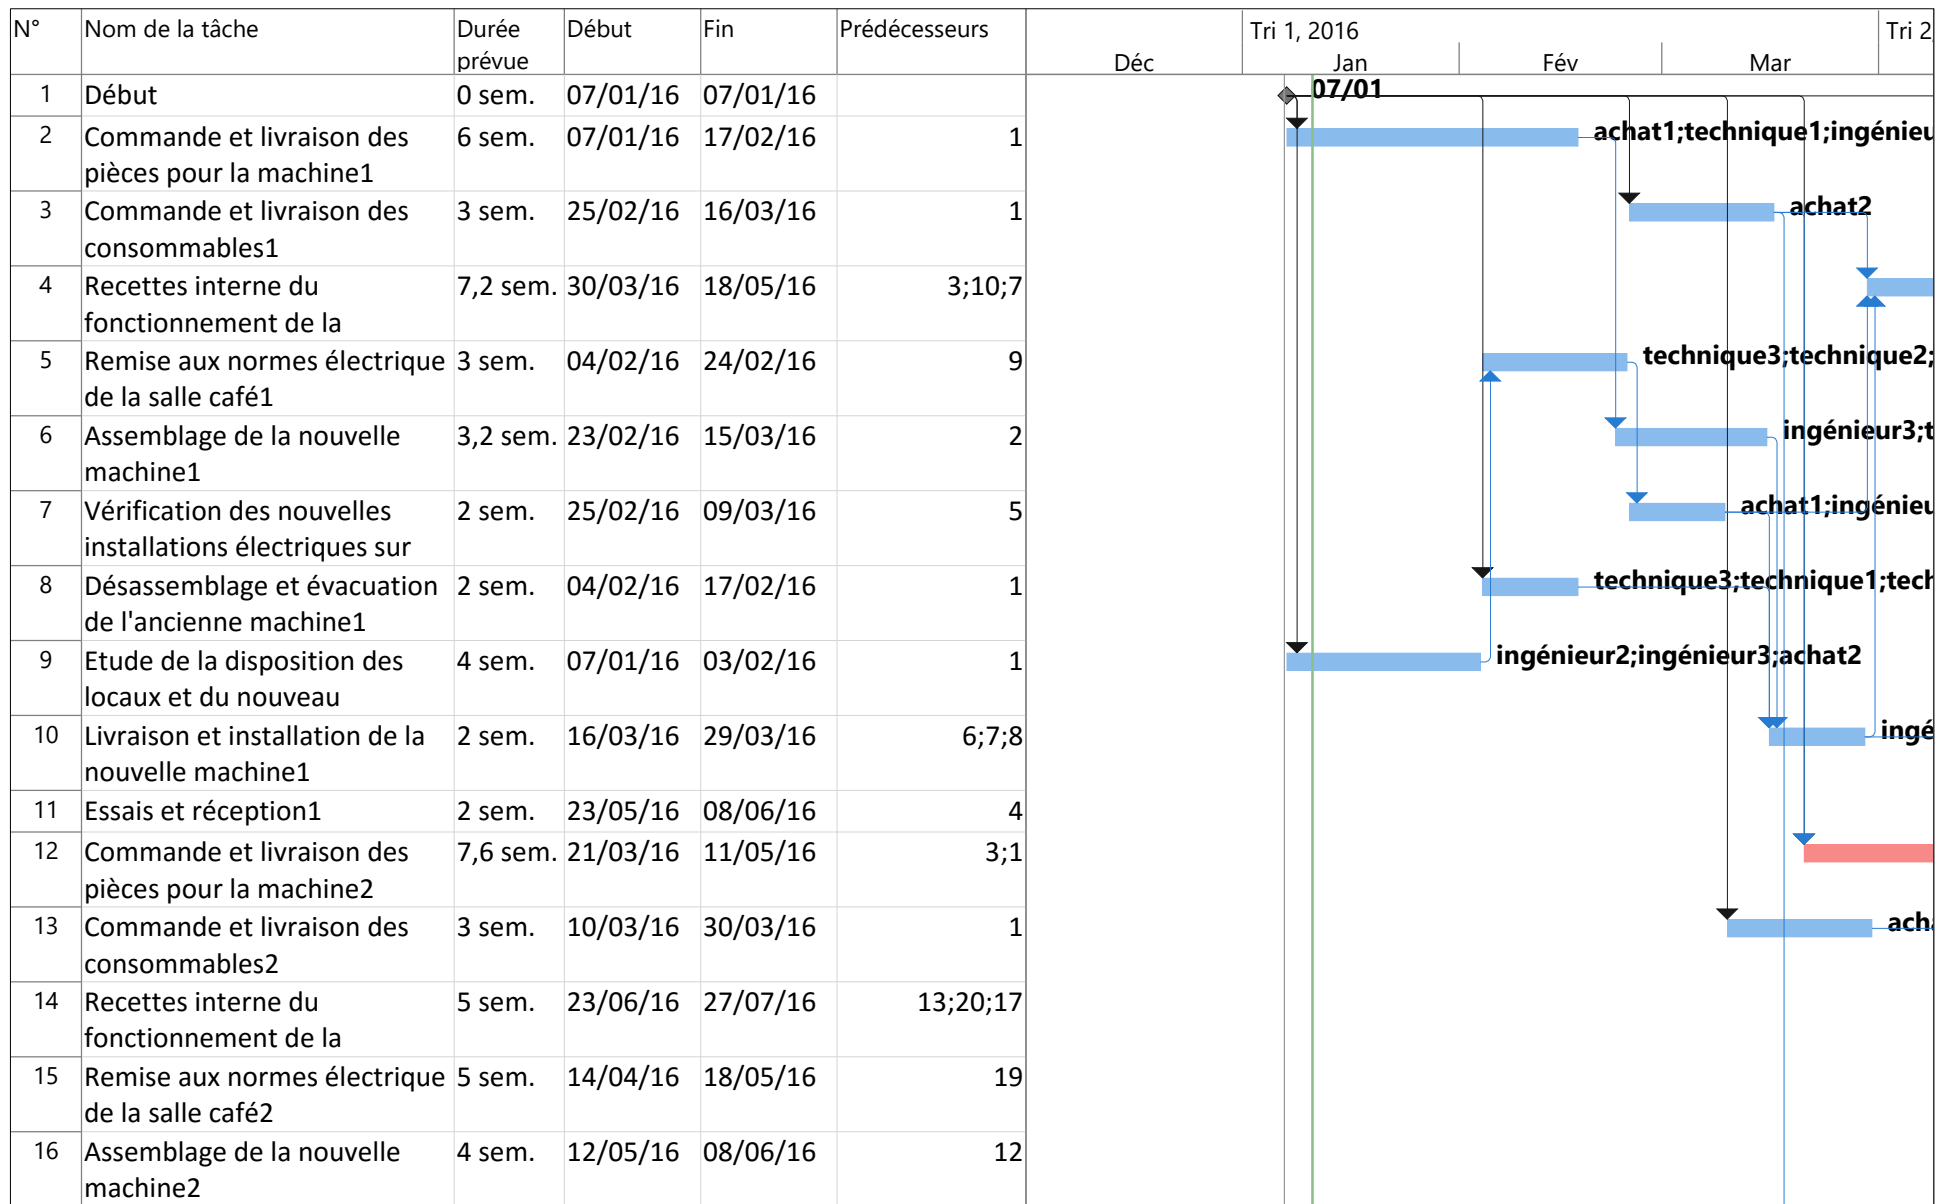 N° Nom de la tâche Durée prévue Début Fin Prédécesseurs
Tri 1, 2016 Tri 2
Déc Jan Fév Mar
1 Début 0 sem. 07/01/16 07/01/16
07/01
2 Commande et livraison des 6 sem. 07/01/16 17/02/16 1
pièces pour la machine1
achat1;technique1;ingénieu
3 Commande et livraison des 3 sem. 25/02/16 16/03/16 1
consommables1
achat2
4 Recettes interne du 7,2 sem. 30/03/16 18/05/16 3;10;7
fonctionnement de la
5 Remise aux normes électrique 3 sem. 04/02/16 24/02/16 9
de la salle café1
technique3;technique2;
6 Assemblage de la nouvelle 3,2 sem. 23/02/16 15/03/16 2
machine1
ingénieur3;t
7 Vérification des nouvelles 2 sem. 25/02/16 09/03/16 5
installations électriques sur
achat1;ingénieu
8 Désassemblage et évacuation 2 sem. 04/02/16 17/02/16 1
de l'ancienne machine1
technique3;technique1;tech
9 Etude de la disposition des 4 sem. 07/01/16 03/02/16 1
locaux et du nouveau
ingénieur2;ingénieur3;achat2
10 Livraison et installation de la 2 sem. 16/03/16 29/03/16 6;7;8
nouvelle machine1
ingé
11 Essais et réception1 2 sem. 23/05/16 08/06/16 4
12 Commande et livraison des 7,6 sem. 21/03/16 11/05/16 3;1
pièces pour la machine2
13 Commande et livraison des 3 sem. 10/03/16 30/03/16 1
consommables2
acha
14 Recettes interne du 5 sem. 23/06/16 27/07/16 13;20;17
fonctionnement de la
15 Remise aux normes électrique 5 sem. 14/04/16 18/05/16 19
de la salle café2
16 Assemblage de la nouvelle 4 sem. 12/05/16 08/06/16 12
machine2